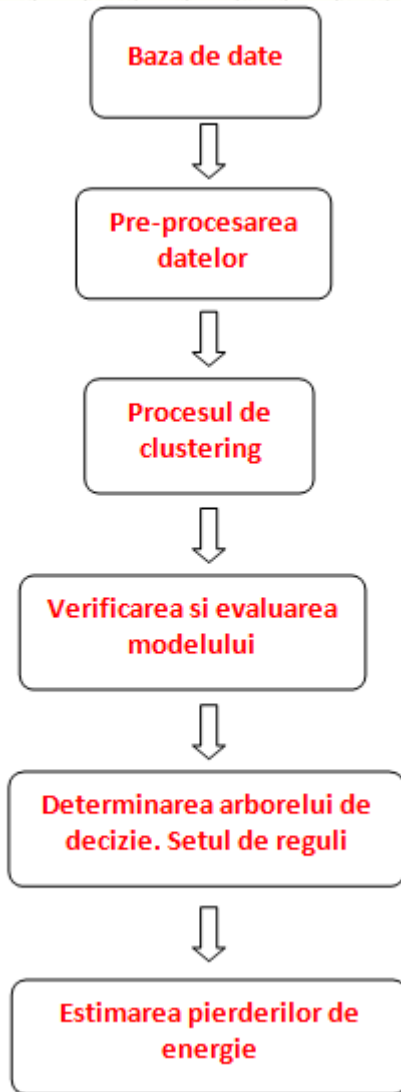 Baza de date
Pre-procesarea
datelor
Procesul de
clustering
Verificarea si evaluarea
modelului
Determinarea arborelui de
decizie. Setul de reguli
Estimarea pierderilor de
energie